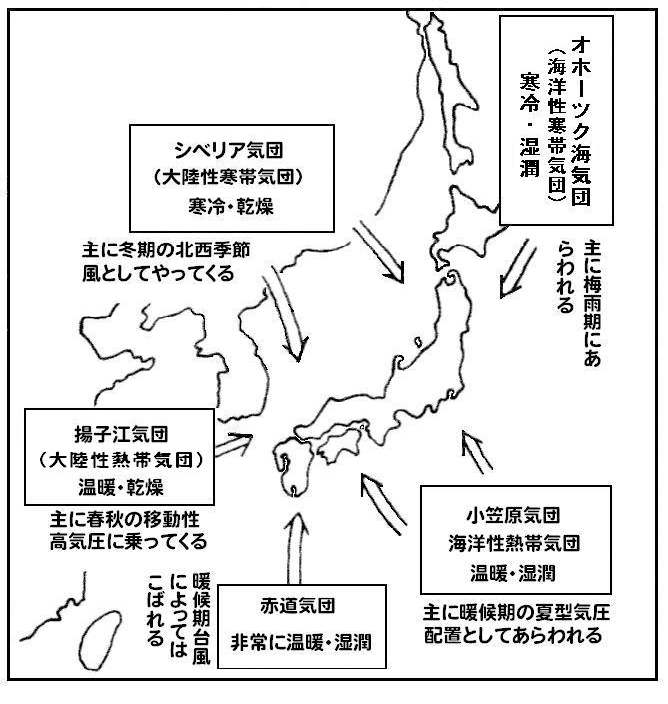 オホーツク海気団
(海洋性寒帯気団)
寒冷・湿潤
主に梅雨期にあ
らわれる
シベリア気団
(大陸性寒帯気団)
寒冷・乾燥
主に冬期の北西季節
風としてやってくる
揚子江気団
(大陸性熱帯気団)
温暖・乾燥
主に春秋の移動性
高気圧に乗ってくる
小笠原気団
海洋性熱帯気団
温暖・湿潤
主に暖候期の夏型気圧
配置としてあらわれる
暖候期台風
によっては
こばれる
赤道気団
非常に温暖・湿潤